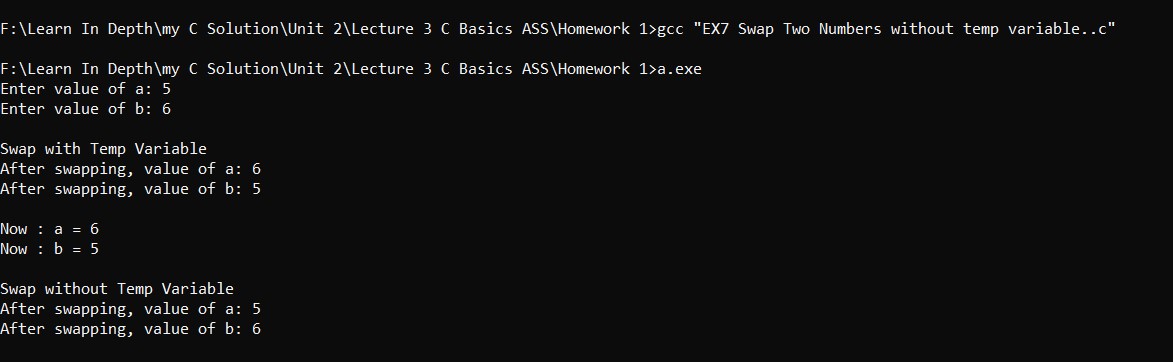 F:\Learn In Depth\my C Solution\Unit 2\Lecture 3 C Basics ASS\Homework 1>gcc "EX7 Swap Two Numbers without temp variable..c"
F:\Learn In Depth\my C Solution\Unit 2\Lecture 3 C Basics ASS\Homework 1>a.exe
Enter value of a: 5
Enter value of b: 6
Swap with Temp Variable
After swapping, value of a: 6
After swapping, value of b: 5
Now : a = 6
Now : b = 5
Swap without Temp Variable
After swapping, value of a: 5
After swapping, value of b: 6